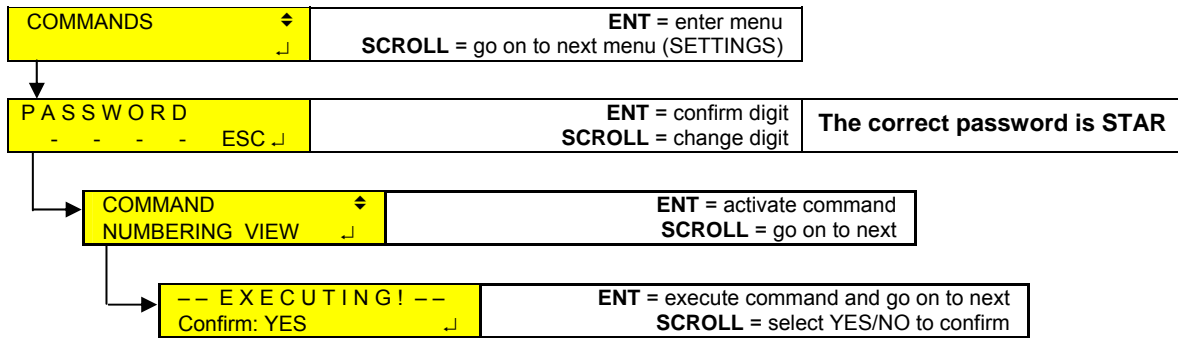 COMMANDS ♦
↵
ENT = enter menu
SCROLL = go on to next menu (SETTINGS)
P A S S W O R D
- - - - ESC ↵
ENT = confirm digit
SCROLL = change digit
The correct password is STAR
COMMAND ♦
NUMBERING VIEW ↵
ENT = activate command
SCROLL = go on to next
– – E X E C U T I N G ! – –
Confirm: YES ↵
ENT = execute command and go on to next
SCROLL = select YES/NO to confirm